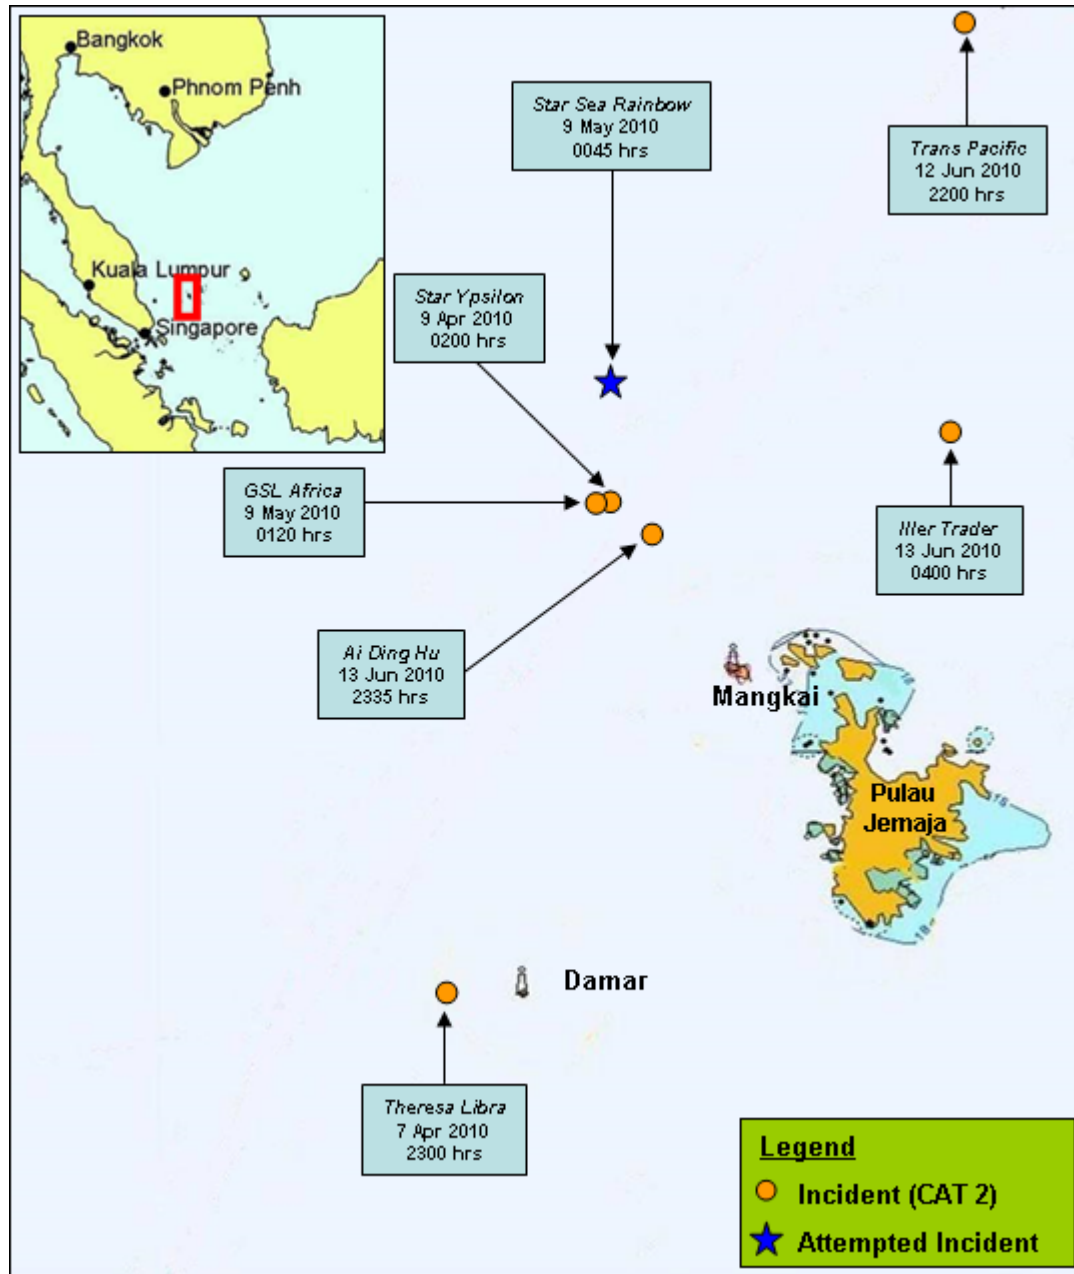 Bangkok
Phnom Penh
Kuala Lumpur
Singapore
Star Sea Rainbow
9 May 2010
0045 hrs
Trans Pacific
12 Jun 2010
2200 hrs
Star Ypsilon
9 Apr 2010
0200 hrs
GSL Africa
9 May 2010
0120 hrs
Iller Trader
13 Jun 2010
0400 hrs
Ai Ding Hu
13 Jun 2010
2335 hrs
Mangkai
Pulau
Jemaja
Damar
Theresa Libra
7 Apr 2010
2300 hrs
Legend
Incident (CAT 2)
Attempted Incident